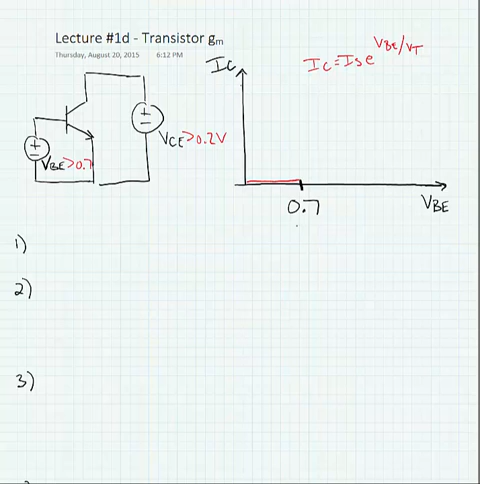 Lecture #1d - Transistor gm
Thursday, August 20, 2015 6:12 PM
Ic
Ic=Ise^VBE/VT
VCE>0.2V
VBE>0.7
0.7
VBE
1)
2)
3)